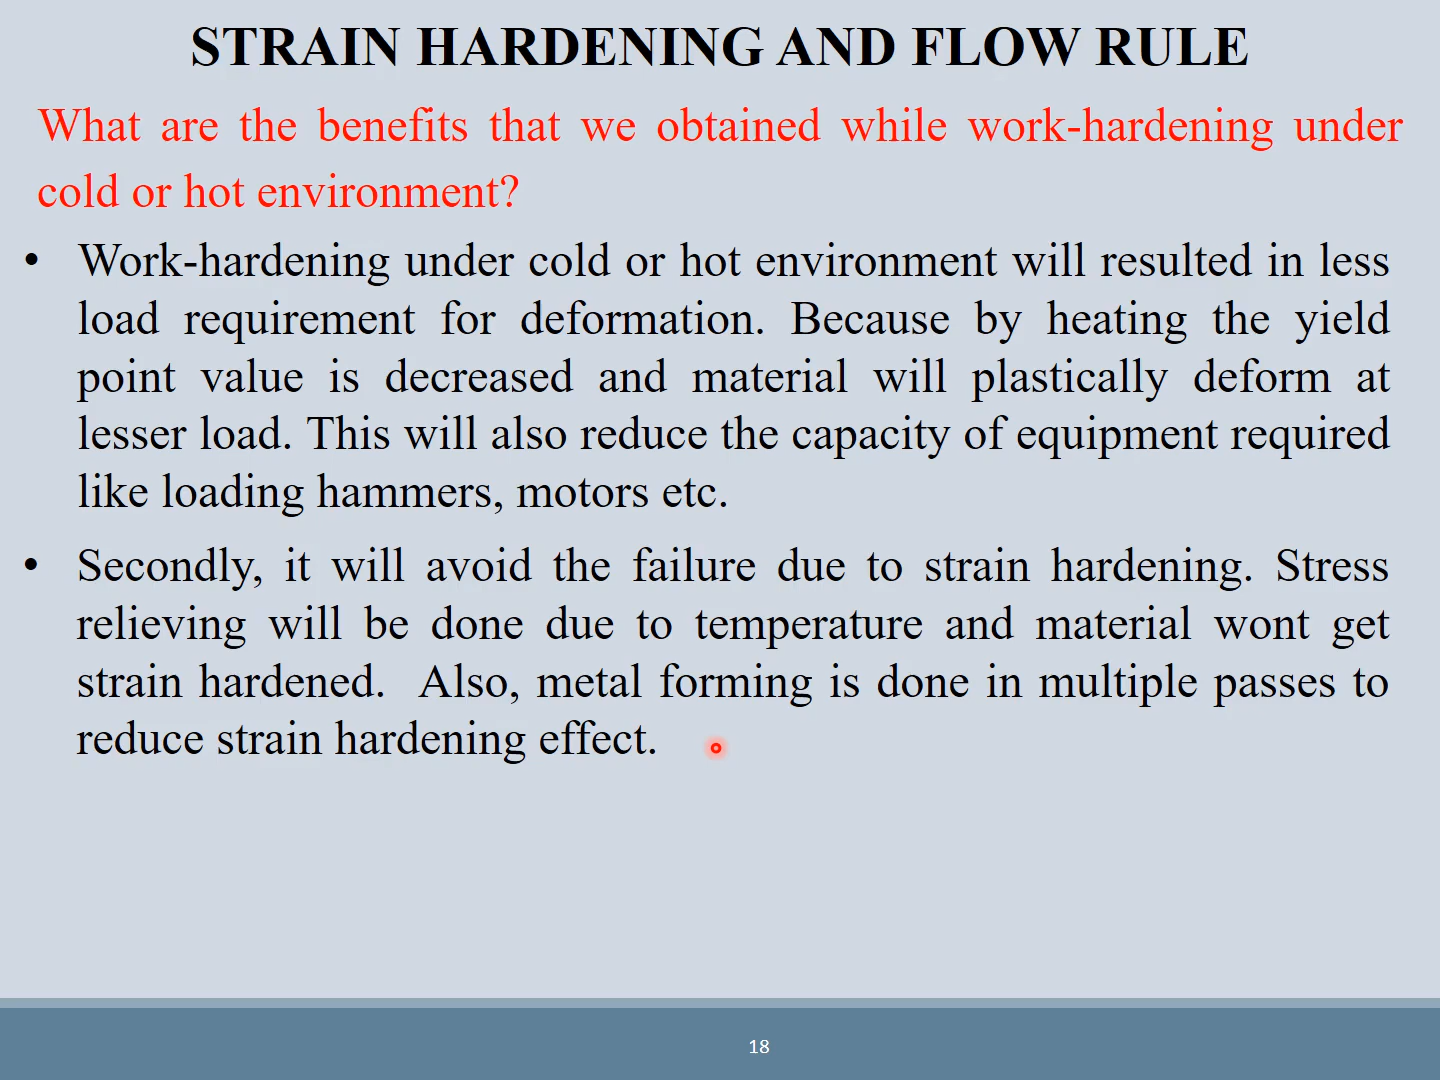 STRAIN HARDENING AND FLOW RULE
What are the benefits that we obtained while work-hardening under
cold or hot environment?
• Work-hardening under cold or hot environment will resulted in less
load requirement for deformation. Because by heating the yield
point value is decreased and material will plastically deform at
lesser load. This will also reduce the capacity of equipment required
like loading hammers, motors etc.
• Secondly, it will avoid the failure due to strain hardening. Stress
relieving will be done due to temperature and material wont get
strain hardened. Also, metal forming is done in multiple passes to
reduce strain hardening effect.
18